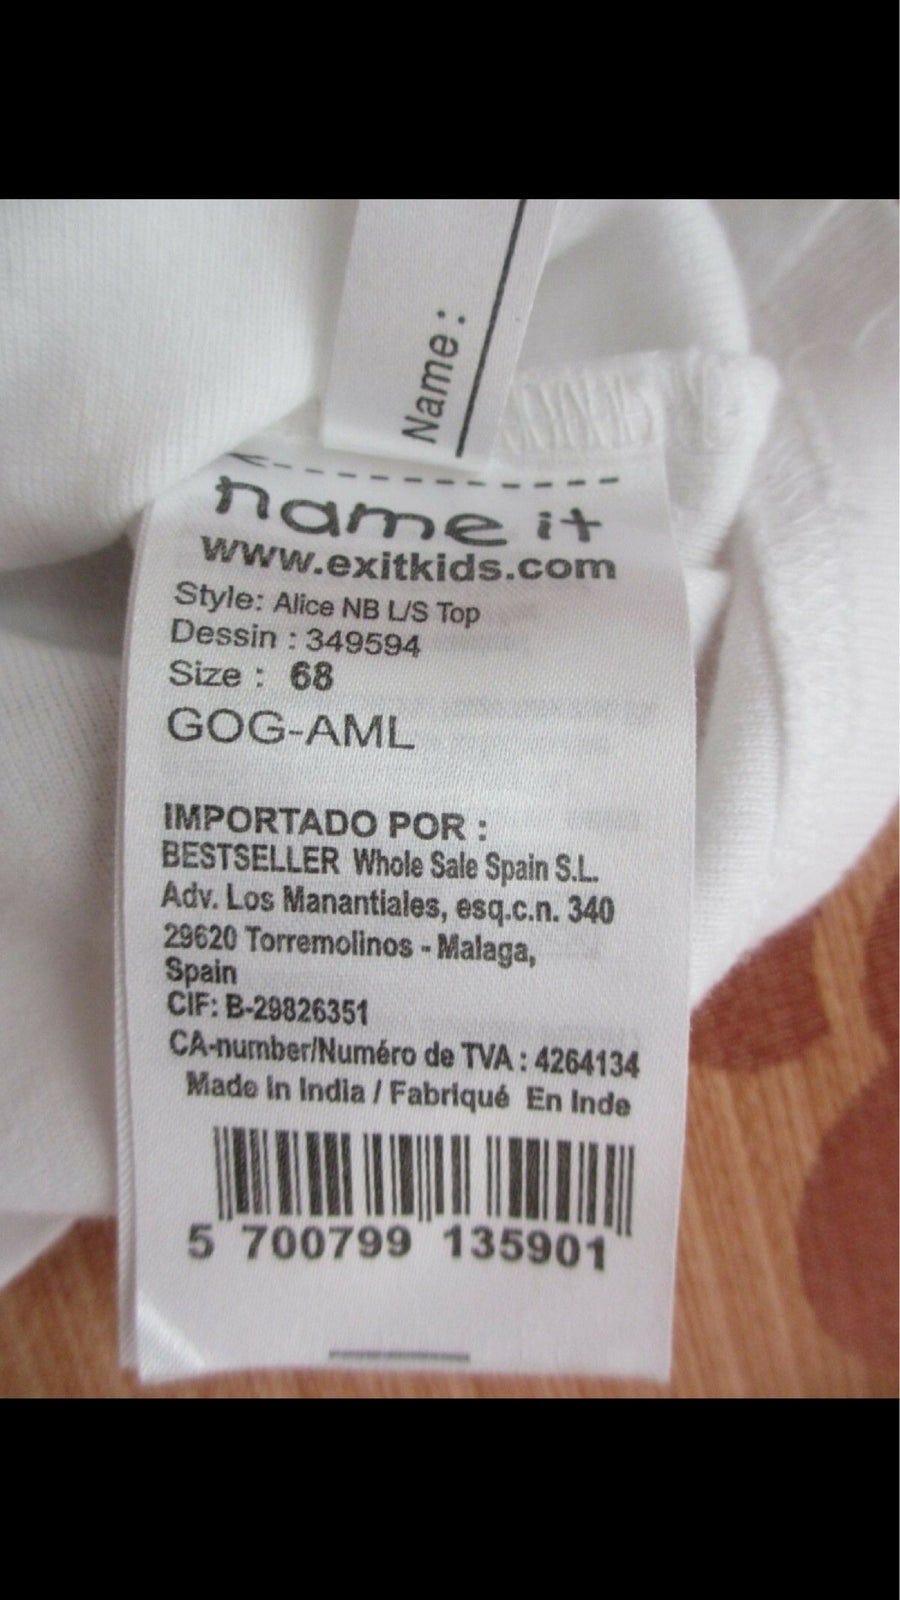 Name:
name it
www.exitkids.com
Style: Alice NB L/S Top
Dessin : 349594
Size : 68
GOG-AML
IMPORTADO POR :
BESTSELLER Whole Sale Spain S.L.
Adv. Los Manantiales, esq.c.n. 340
29620 Torremolinos - Malaga,
Spain
CIF: B-29826351
CA-number/Numéro de TVA : 4264134
Made in India / Fabriqué En Inde
5 700799 135901